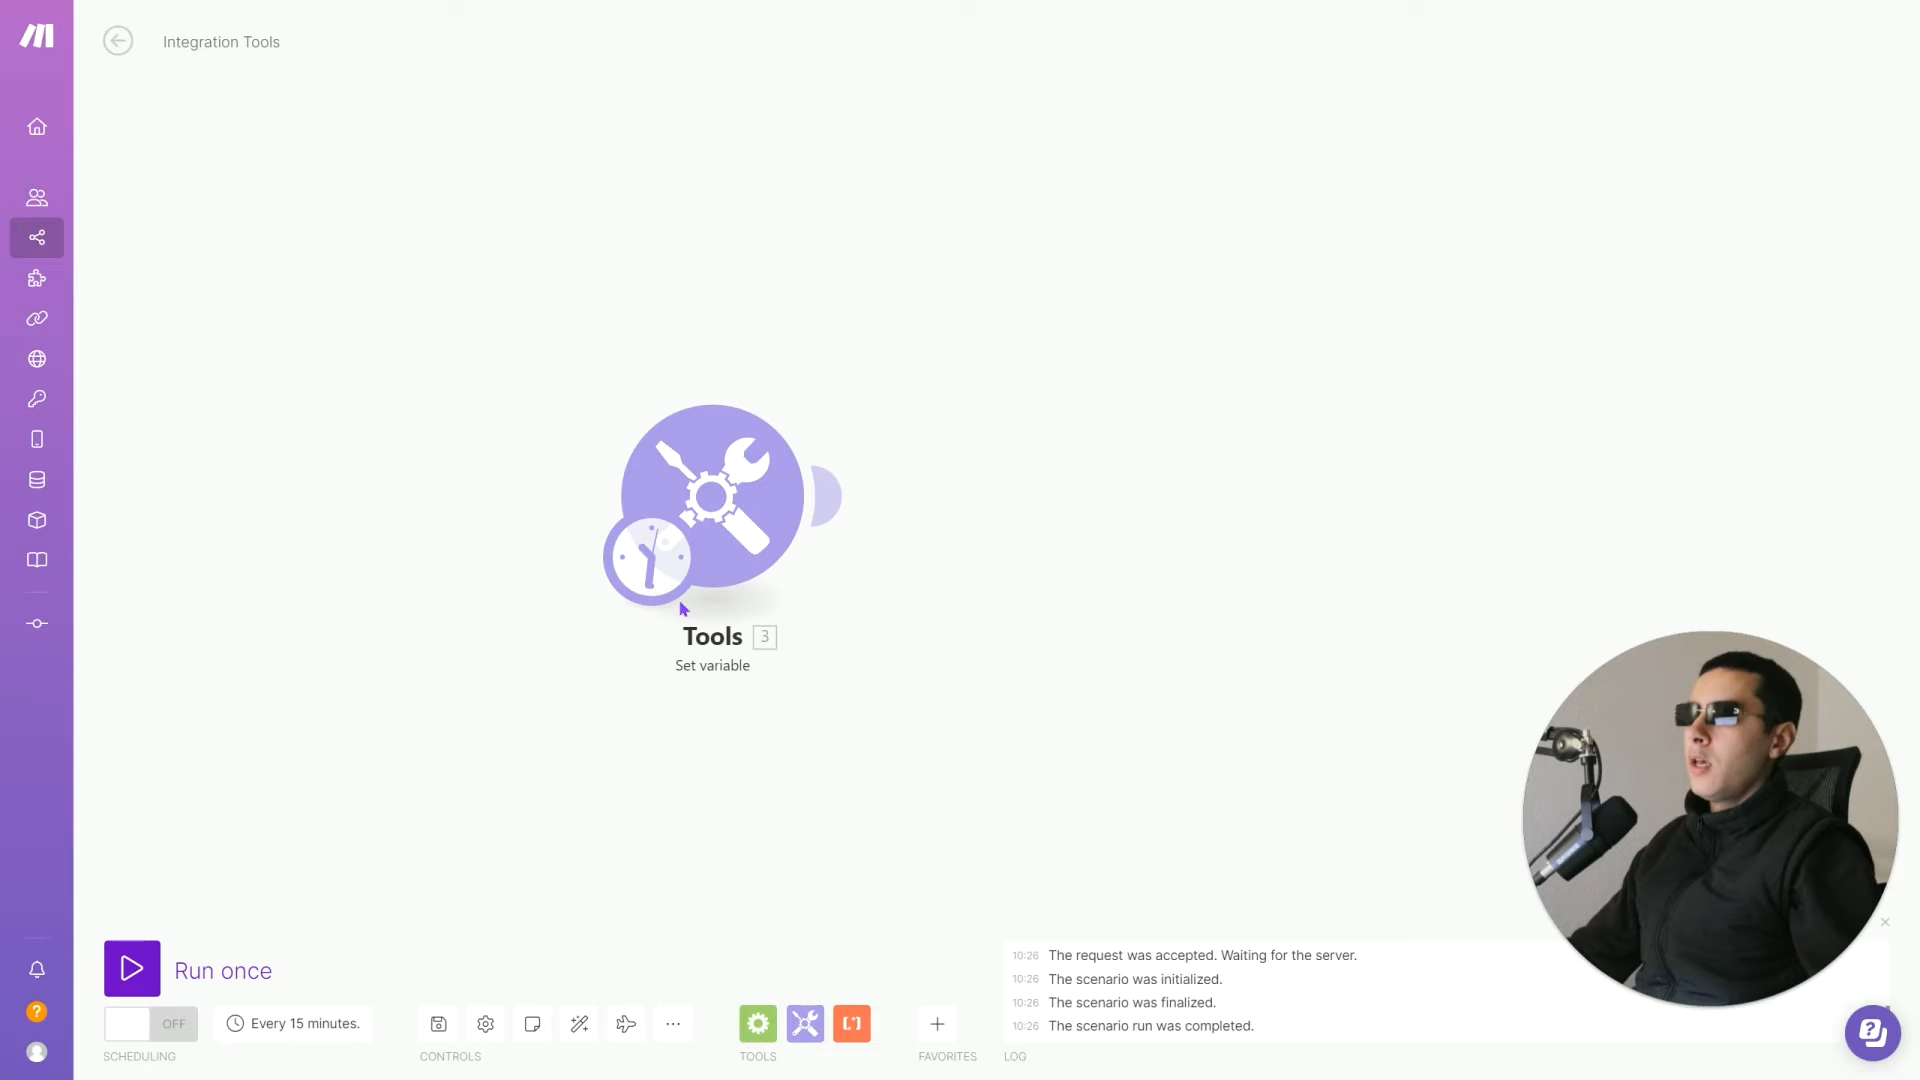 Integration Tools
Tools 3
Set variable
Run once
OFF
Every 15 minutes.
SCHEDULING
CONTROLS
TOOLS
FAVORITES
10:26 The request was accepted. Waiting for the server.
10:26 The scenario was initialized.
10:26 The scenario was finalized.
10:26 The scenario run was completed.
LOG